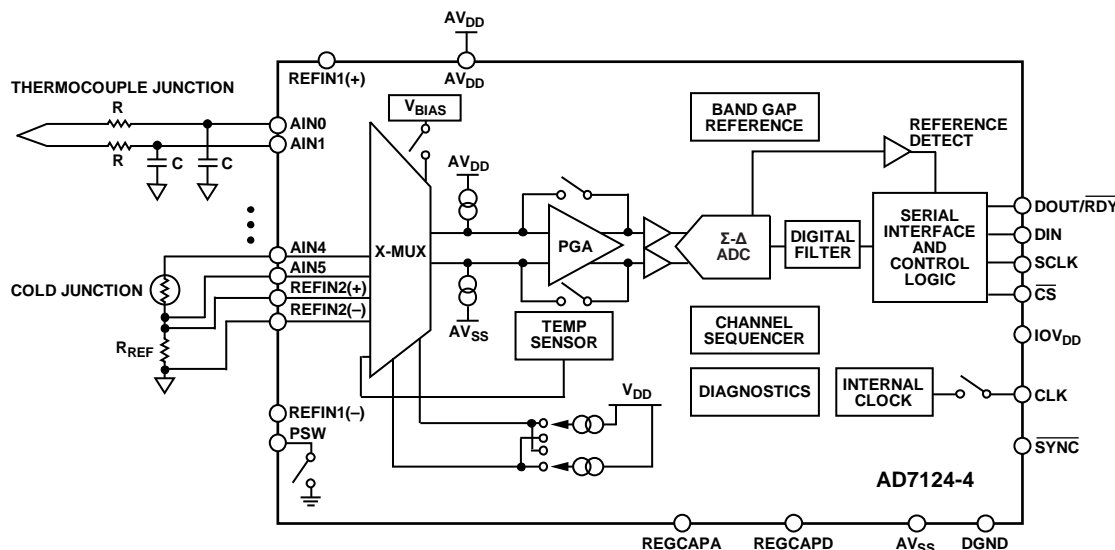 AVDD
REFIN1(+)
AVDD
THERMOCOUPLE JUNCTION
R
AIN0
AIN1
R
C
C
VBIAS
BAND GAP
REFERENCE
REFERENCE
DETECT
AVDD
X-MUX
PGA
Σ-Δ
ADC
DIGITAL
FILTER
SERIAL
INTERFACE
AND
CONTROL
LOGIC
DOUT/RDY
DIN
SCLK
CS
AIN4
AIN5
REFIN2(+)
REFIN2(–)
COLD JUNCTION
RREF
AVSS
TEMP
SENSOR
CHANNEL
SEQUENCER
IOVDD
DIAGNOSTICS
INTERNAL
CLOCK
CLK
VDD
REFIN1(–)
PSW
SYNC
AD7124-4
REGCAPA
REGCAPD
AVSS
DGND